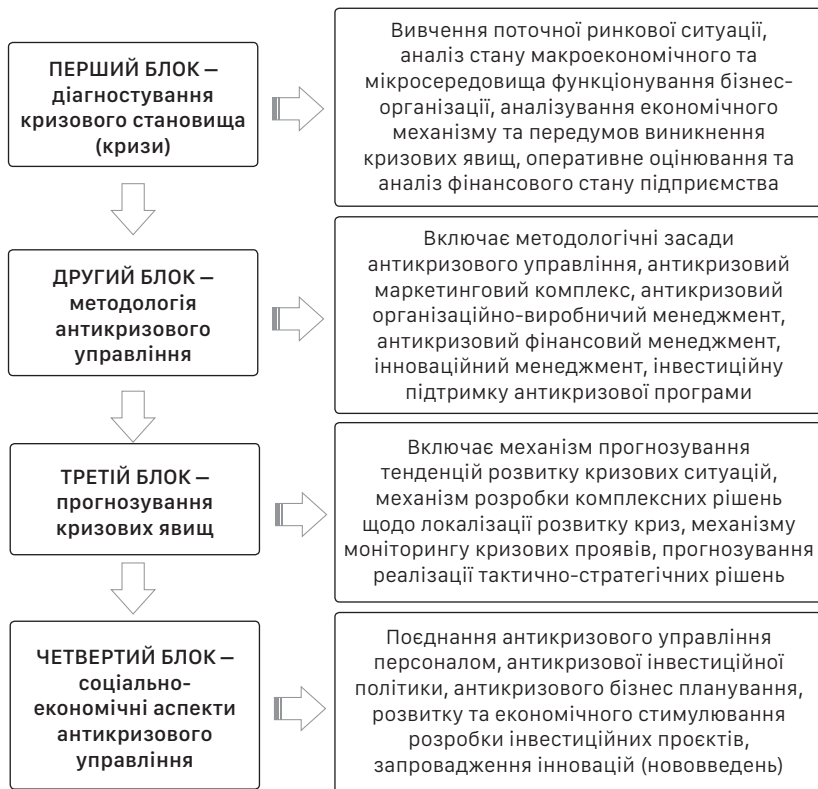 ПЕРШИЙ БЛОК –
діагностування
кризового становища
(кризи)
Вивчення поточної ринкової ситуації,
аналіз стану макроекономічного та
мікросередовища функціонування бізнес-
організації, аналізування економічного
механізму та передумов виникнення
кризових явищ, оперативне оцінювання та
аналіз фінансового стану підприємства
ДРУГИЙ БЛОК –
методологія
антикризового
управління
Включає методологічні засади
антикризового управління, антикризовий
маркетинговий комплекс, антикризовий
організаційно-виробничий менеджмент,
антикризовий фінансовий менеджмент,
інноваційний менеджмент, інвестиційну
підтримку антикризової програми
ТРЕТІЙ БЛОК –
прогнозування
кризових явищ
Включає механізм прогнозування
тенденцій розвитку кризових ситуацій,
механізм розробки комплексних рішень
щодо локалізації розвитку криз, механізму
моніторингу кризових проявів, прогнозування
реалізації тактично-стратегічних рішень
ЧЕТВЕРТИЙ БЛОК –
соціально-
економічні аспекти
антикризового
управління
Поєднання антикризового управління
персоналом, антикризової інвестиційної
політики, антикризового бізнес планування,
розвитку та економічного стимулювання
розробки інвестиційних проєктів,
запровадження інновацій (нововведень)